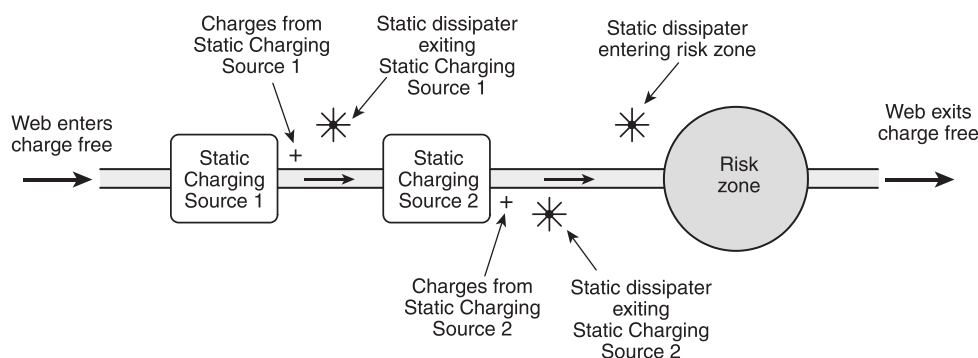 Charges from
Static Charging
Source 1
Static dissipater
exiting
Static Charging
Source 1
Static dissipater
entering risk zone
Web enters
charge free
Web exits
charge free
Static
Charging
Source 1
+
Static
Charging
Source 2
+
Risk
zone
Charges from
Static Charging
Source 2
Static dissipater
exiting
Static Charging
Source 2